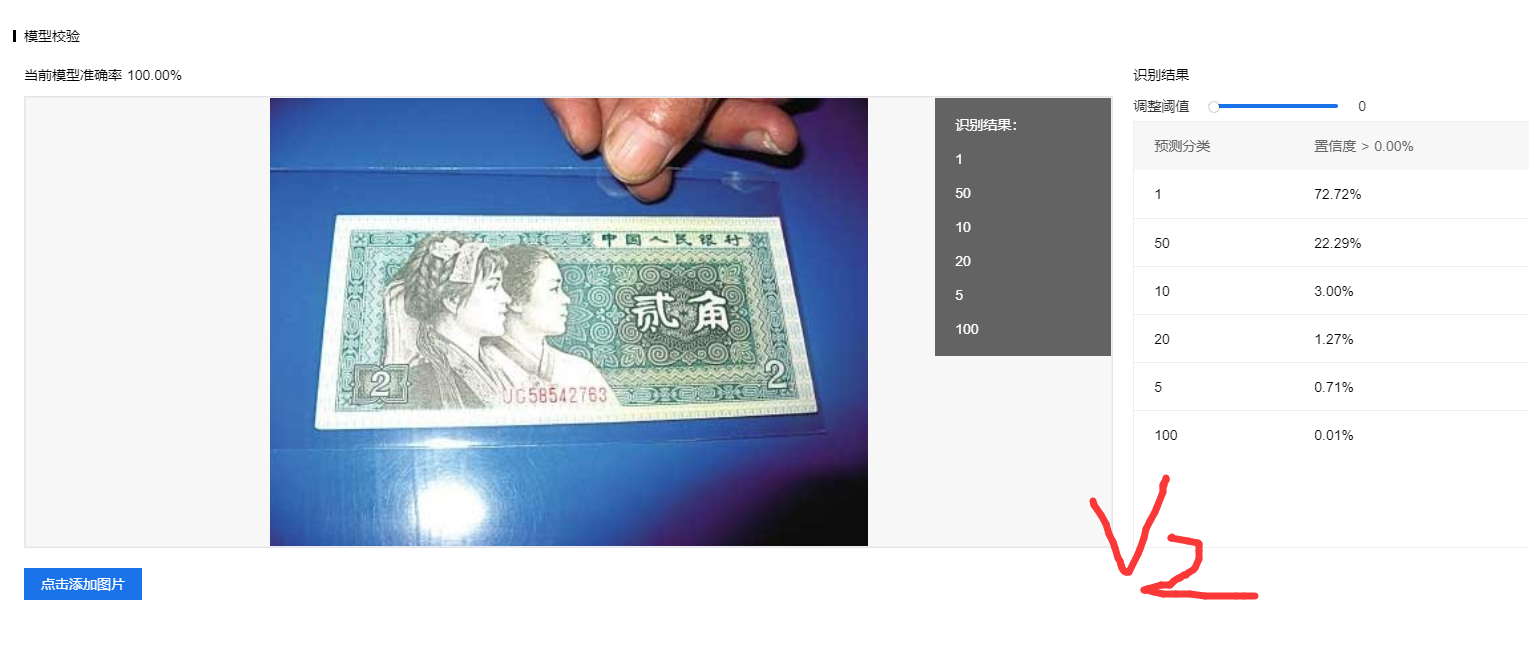 模型校验
当前模型准确率 100.00%
中国人民银行
贰角
2
2
UG58542763
识别结果：
1
50
10
20
5
100
点击添加图片
识别结果
调整阈值 0
预测分类 置信度 > 0.00%
1 72.72%
50 22.29%
10 3.00%
20 1.27%
5 0.71%
100 0.01%
V2